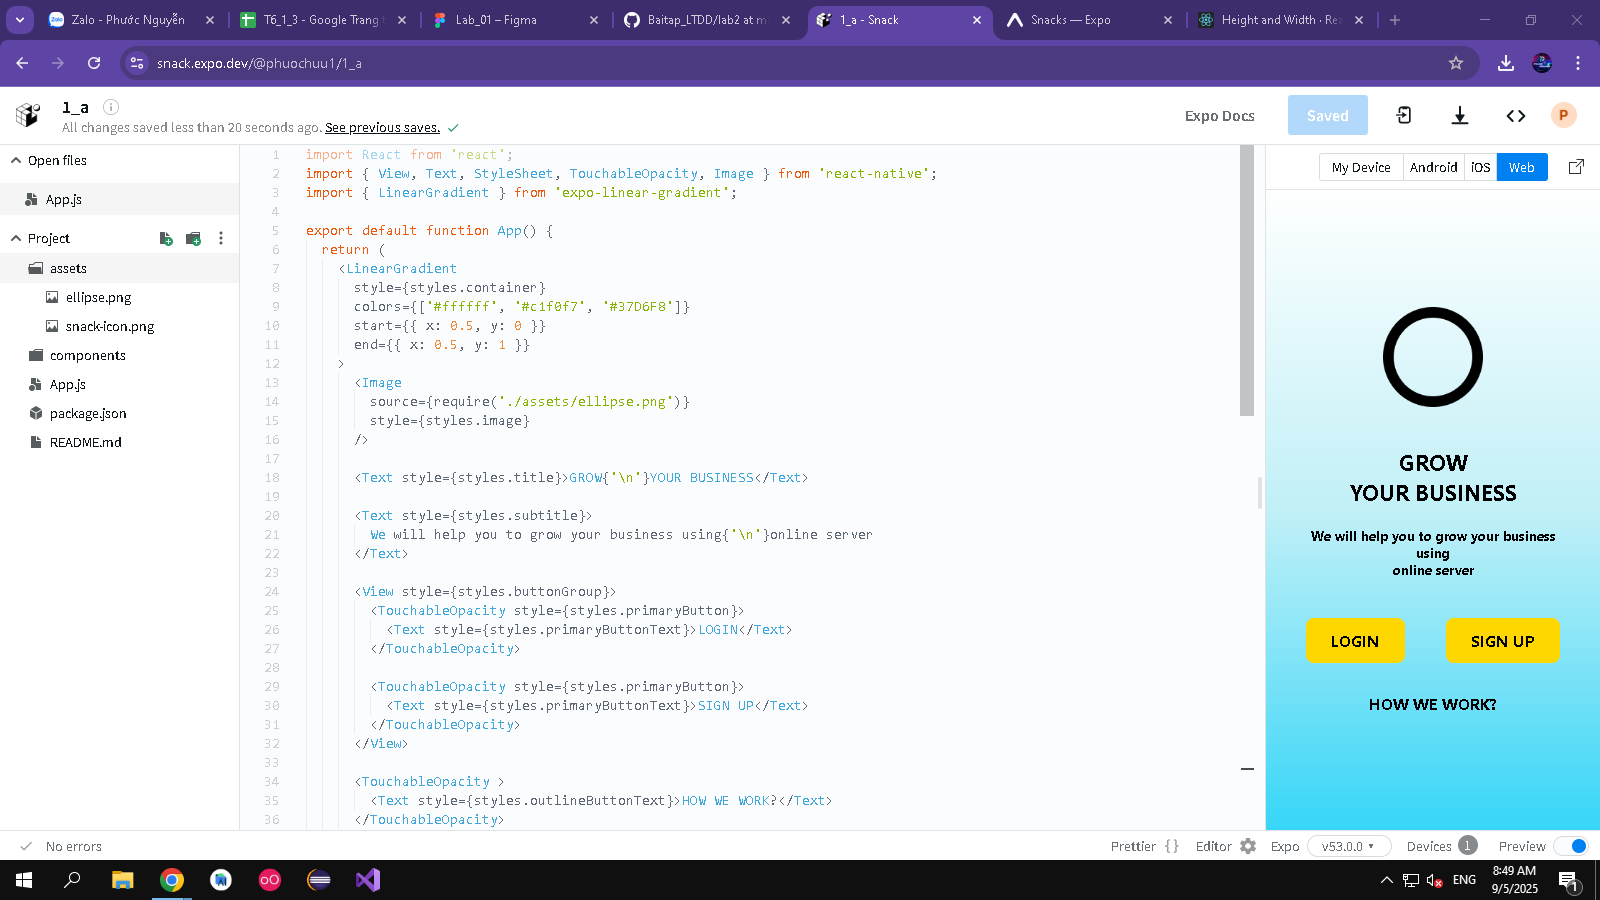 Zalo - Phước Nguyễn
T6_1_3 - Google Trang t
Lab_01 – Figma
Baitap_LTDD/lab2 at m
1_a - Snack
Snacks — Expo
Height and Width · Re
snack.expo.dev/@phuochuu1/1_a
1_a
All changes saved less than 20 seconds ago. See previous saves.
Expo Docs
Saved
P
Open files
App.js
Project
assets
ellipse.png
snack-icon.png
components
App.js
package.json
README.md
1 import React from 'react';
2 import { View, Text, StyleSheet, TouchableOpacity, Image } from 'react-native';
3 import { LinearGradient } from 'expo-linear-gradient';
4
5 export default function App() {
6 return (
7 <LinearGradient
8 style={styles.container}
9 colors={['#ffffff', '#c1f0f7', '#37D6F8']}
10 start={{ x: 0.5, y: 0 }}
11 end={{ x: 0.5, y: 1 }}
12 >
13 <Image
14 source={require('./assets/ellipse.png')}
15 style={styles.image}
16 />
17
18 <Text style={styles.title}>GROW{'\n'}YOUR BUSINESS</Text>
19
20 <Text style={styles.subtitle}>
21 We will help you to grow your business using{'\n'}online server
22 </Text>
23
24 <View style={styles.buttonGroup}>
25 <TouchableOpacity style={styles.primaryButton}>
26 <Text style={styles.primaryButtonText}>LOGIN</Text>
27 </TouchableOpacity>
28
29 <TouchableOpacity style={styles.primaryButton}>
30 <Text style={styles.primaryButtonText}>SIGN UP</Text>
31 </TouchableOpacity>
32 </View>
33
34 <TouchableOpacity >
35 <Text style={styles.outlineButtonText}>HOW WE WORK?</Text>
36 </TouchableOpacity>
My Device
Android
iOS
Web
GROW
YOUR BUSINESS
We will help you to grow your business
using
online server
LOGIN
SIGN UP
HOW WE WORK?
No errors
Prettier { }
Editor
Expo
v53.0.0
Devices 1
Preview
ENG
8:49 AM
9/5/2025
1